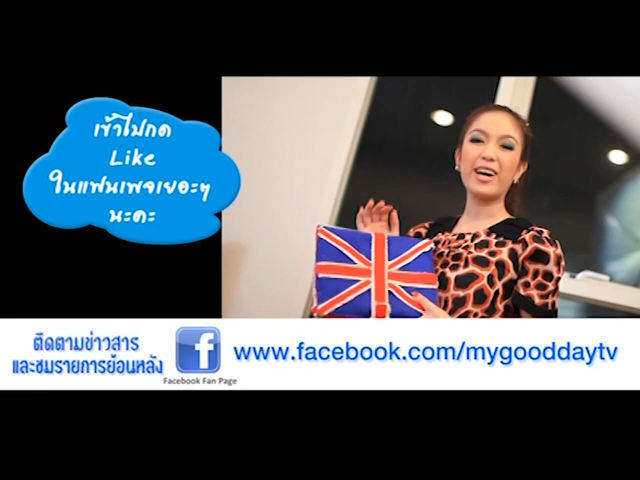 เข้าไปกด
Like
ในแฟนเพจเยอะๆ
นะคะ
ติดตามข่าวสาร
และชมรายการย้อนหลัง
f
Facebook Fan Page
www.facebook.com/mygooddaytv